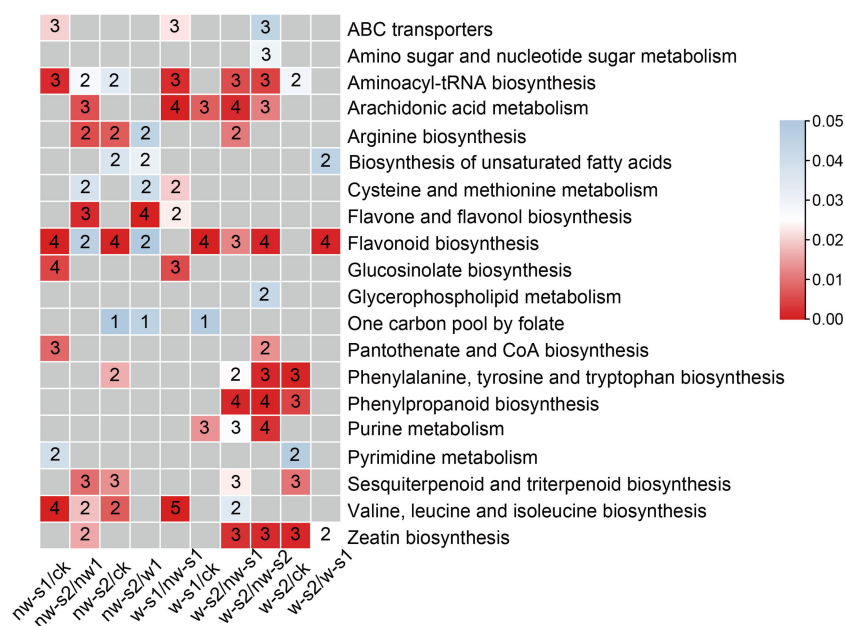 3 3 3 ABC transporters
3 Amino sugar and nucleotide sugar metabolism
3 2 2 3 3 3 2 Aminoacyl-tRNA biosynthesis
3 4 3 4 3 Arachidonic acid metabolism
2 2 2 2 Arginine biosynthesis
2 2 2 Biosynthesis of unsaturated fatty acids
2 2 2 Cysteine and methionine metabolism
3 4 2 Flavone and flavonol biosynthesis
4 2 4 2 4 3 4 4 Flavonoid biosynthesis
4 3 Glucosinolate biosynthesis
2 Glycerophospholipid metabolism
1 1 1 One carbon pool by folate
3 2 Pantothenate and CoA biosynthesis
2 2 3 3 Phenylalanine, tyrosine and tryptophan biosynthesis
4 4 3 Phenylpropanoid biosynthesis
3 3 4 Purine metabolism
2 2 Pyrimidine metabolism
3 3 3 3 Sesquiterpenoid and triterpenoid biosynthesis
4 2 2 5 2 Valine, leucine and isoleucine biosynthesis
2 3 3 3 2 Zeatin biosynthesis
nw-s1/ck
nw-s2/nw1
nw-s2/ck
nw-s2/w1
w-s1/nw-s1
w-s1/ck
w-s2/nw-s1
w-s2/nw-s2
w-s2/ck
w-s2/w-s1
0.05
0.04
0.03
0.02
0.01
0.00